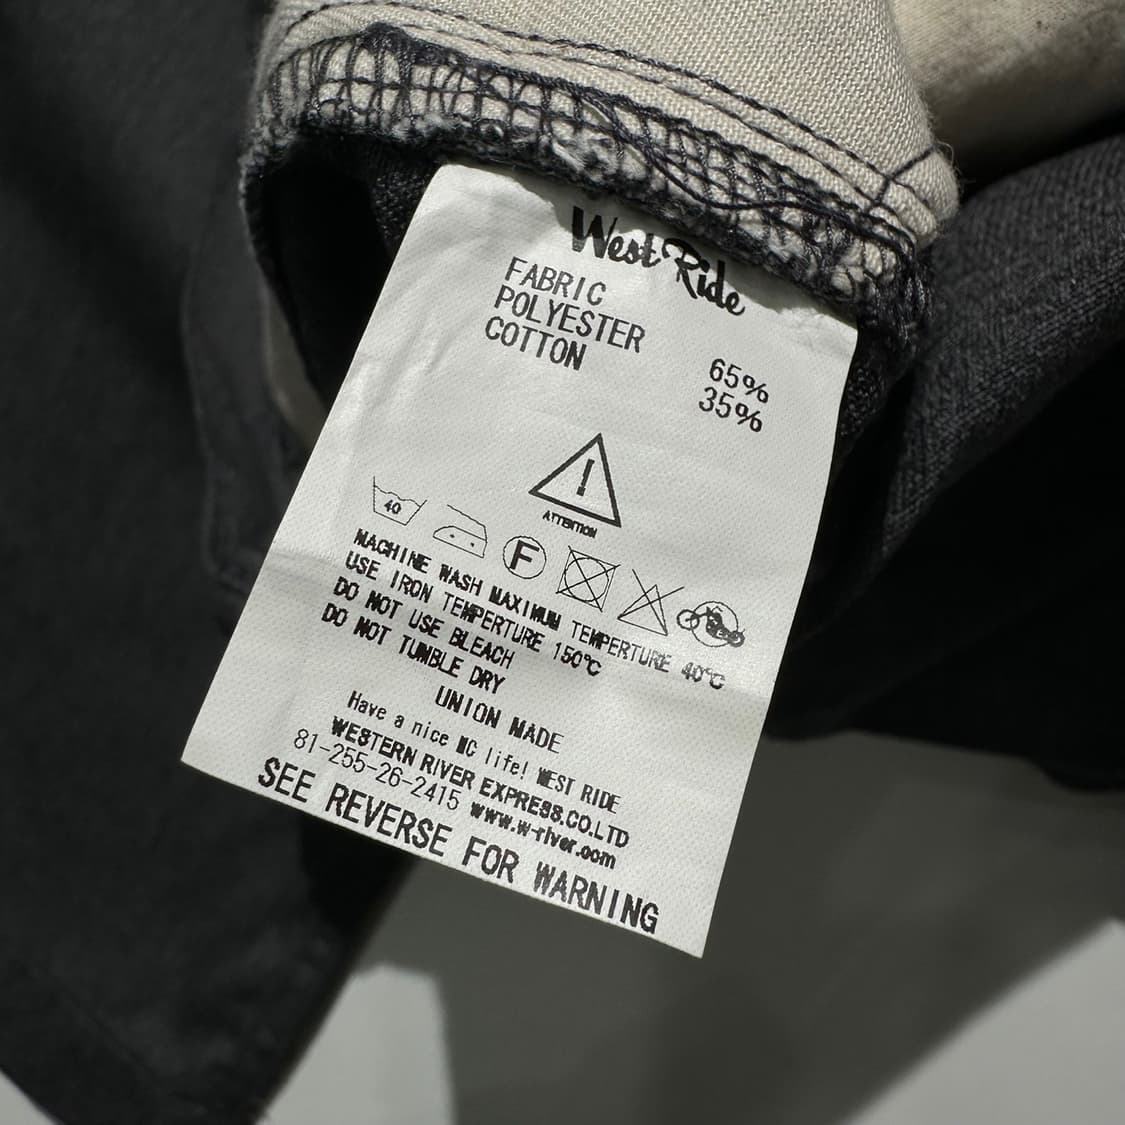 West Ride
FABRIC
POLYESTER 65%
COTTON 35%
!
ATTENTION
40
F
MACHINE WASH MAXIMUM TEMPERTURE 40℃
USE IRON TEMPERTURE 150℃
DO NOT USE BLEACH
DO NOT TUMBLE DRY
UNION MADE
Have a nice MC life! WEST RIDE
WESTERN RIVER EXPRESS.CO.LTD
81-255-26-2415 www.w-river.com
SEE REVERSE FOR WARNING